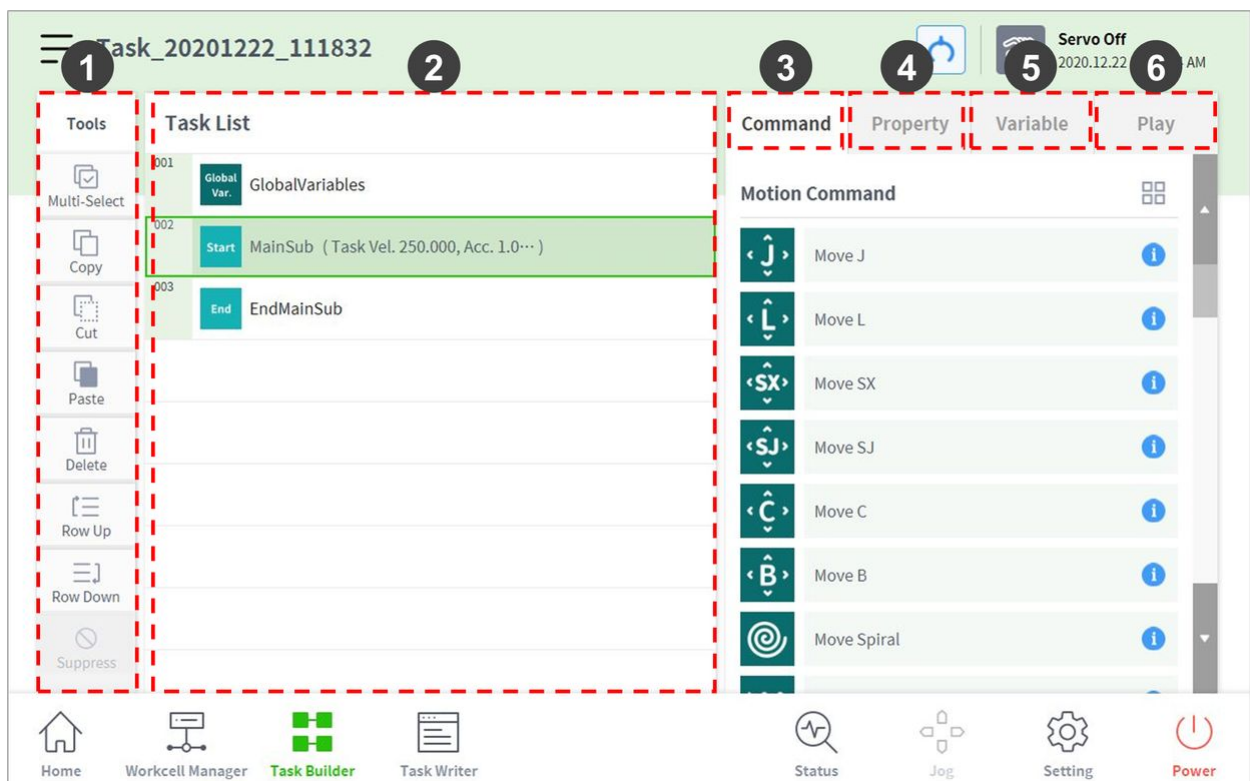 Task_20201222_111832
Servo Off
2020.12.22 AM
1
2
3
4
5
6
Tools
Multi-Select
Copy
Cut
Paste
Delete
Row Up
Row Down
Suppress
Task List
001
Global
Var.
GlobalVariables
002
Start
MainSub ( Task Vel. 250.000, Acc. 1.0··· )
003
End
EndMainSub
Command
Property
Variable
Play
Motion Command
J
Move J
i
L
Move L
i
SX
Move SX
i
SJ
Move SJ
i
C
Move C
i
B
Move B
i
Move Spiral
i
Home
Workcell Manager
Task Builder
Task Writer
Status
Jog
Setting
Power